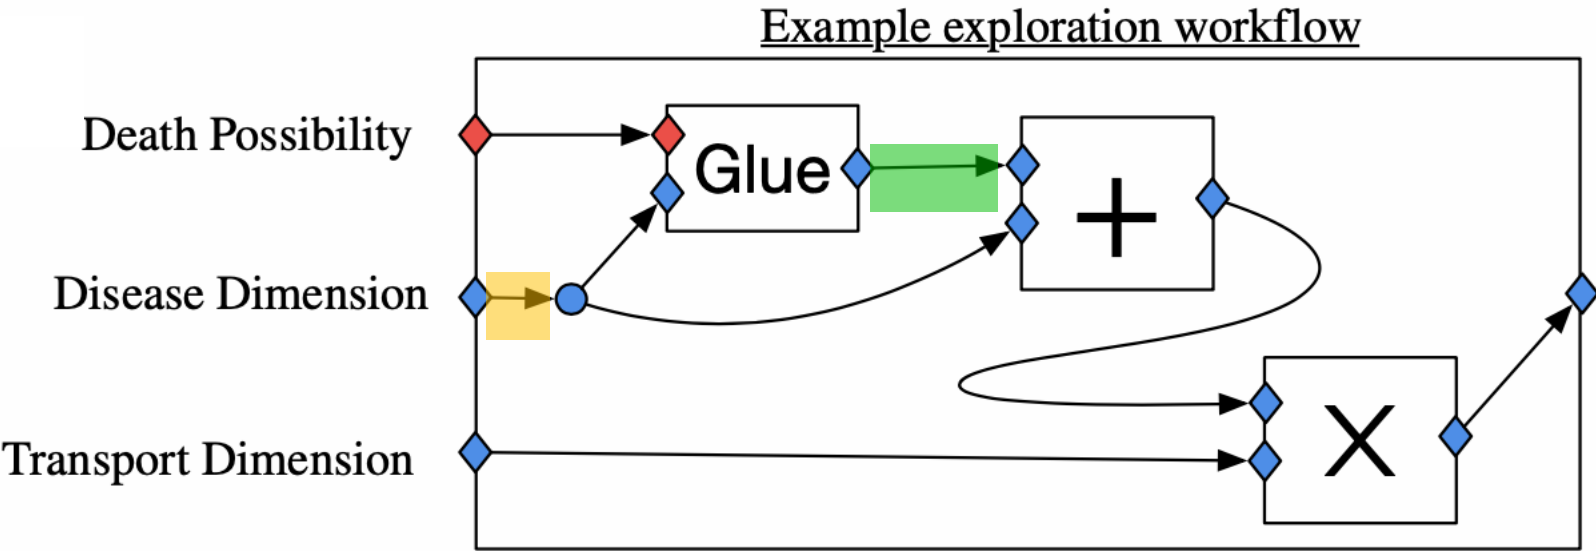 Example exploration workflow
Death Possibility
Glue
+
Disease Dimension
Transport Dimension
X